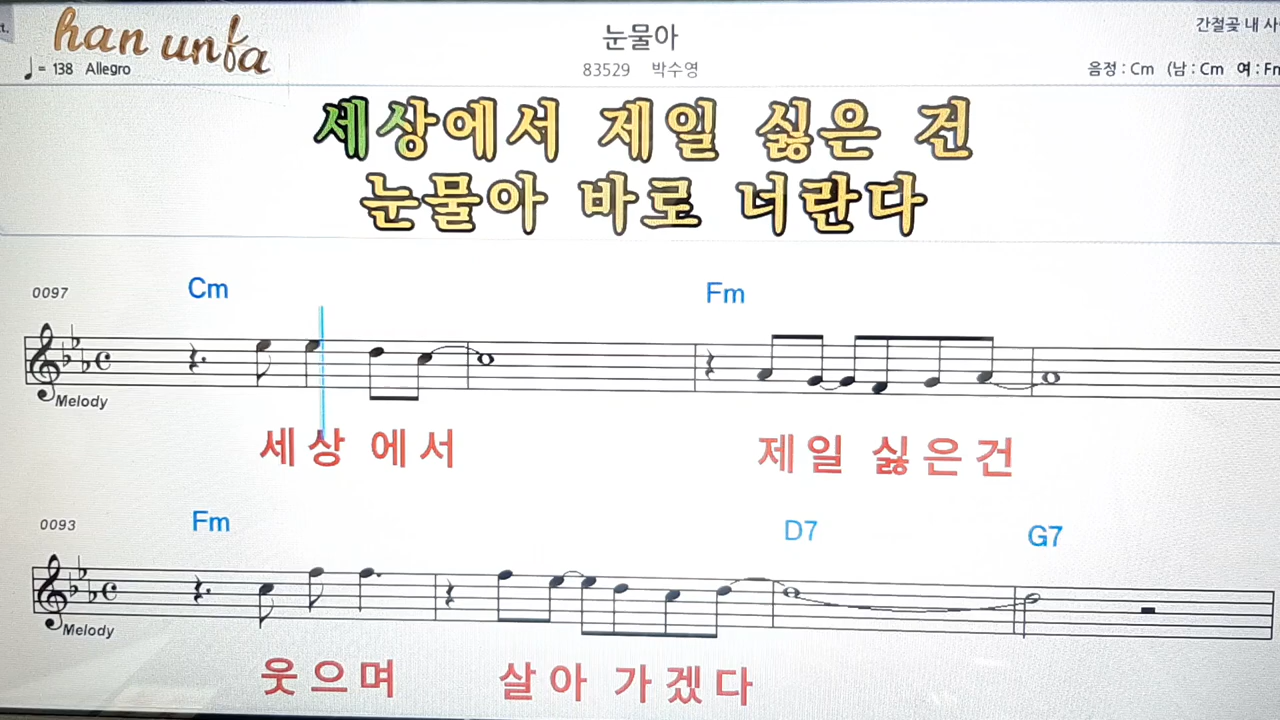 han unfa
눈물아
간절곶 내 사
♩= 138 Allegro
83529 박수영
음정 : Cm (남 : Cm 여 : Fm
세상에서 제일 싫은 건
눈물아 바로 너란다
0097
Cm Fm
Melody
세상 에서 제일 싫은건
0093
Fm D7 G7
Melody
웃으며 살아 가겠다